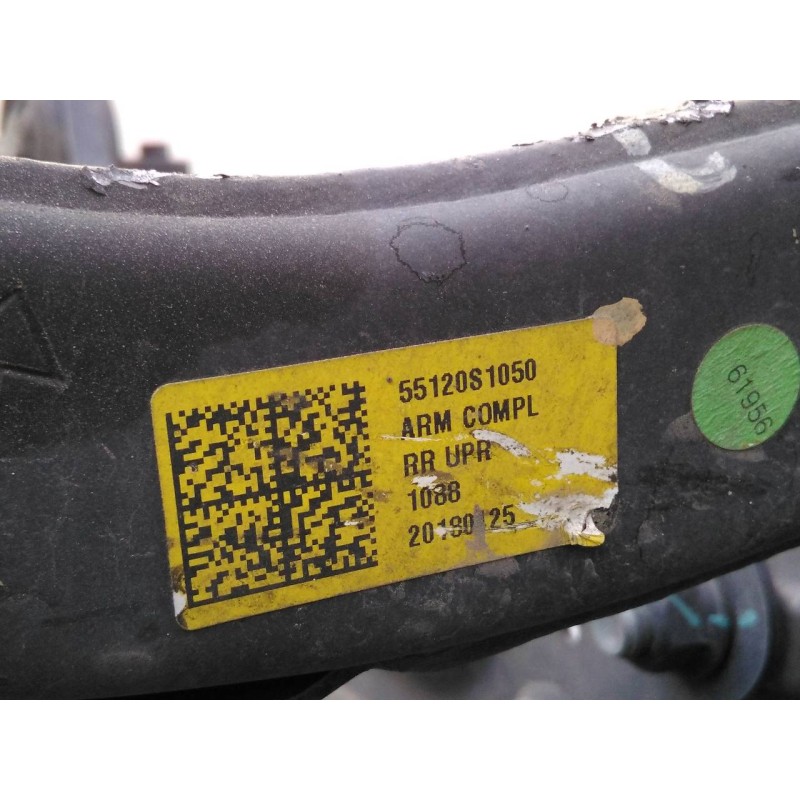 55120S1050
ARM COMPL
RR UPR
1088
61956